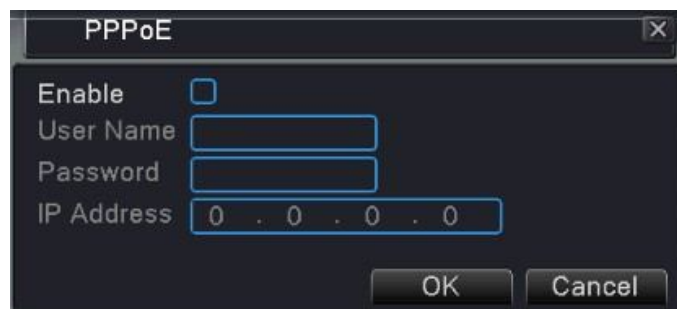 PPPoE
Enable
User Name
Password
IP Address 0 . 0 . 0 . 0
OK Cancel